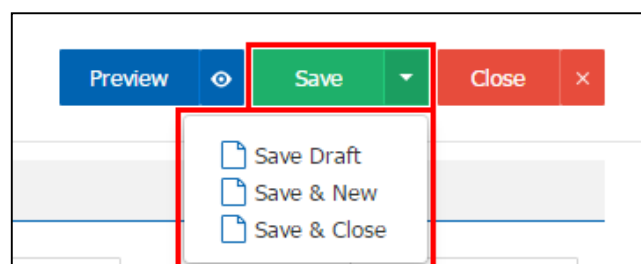 Preview Save Close ×
Save Draft
Save & New
Save & Close